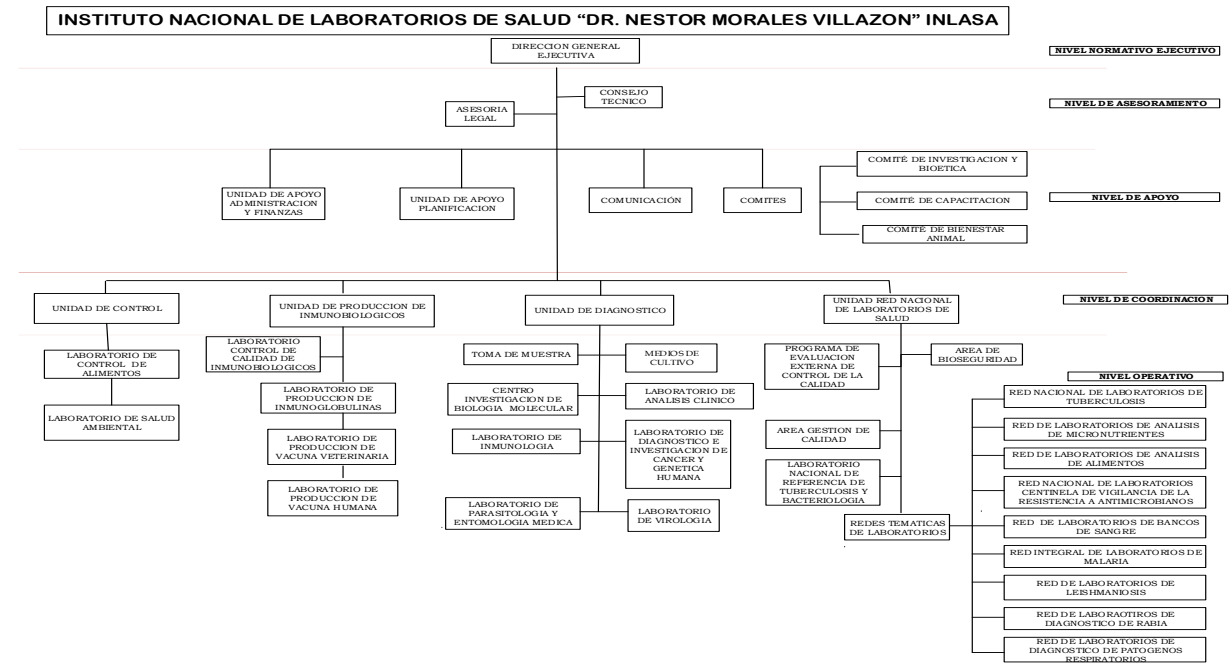 INSTITUTO NACIONAL DE LABORATORIOS DE SALUD “DR. NESTOR MORALES VILLAZON” INLASA
DIRECCION GENERAL
EJECUTIVA
NIVEL NORMATIVO EJECUTIVO
CONSEJO
TECNICO
ASESORIA
LEGAL
NIVEL DE ASESORAMIENTO
UNIDAD DE APOYO
ADMINISTRACION
Y FINANZAS
UNIDAD DE APOYO
PLANIFICACION
COMUNICACIÓN
COMITES
COMITÉ DE INVESTIGACION Y
BIOETICA
COMITÉ DE CAPACITACION
COMITÉ DE BIENESTAR
ANIMAL
NIVEL DE APOYO
UNIDAD DE CONTROL
UNIDAD DE PRODUCCION DE
INMUNOBIOLOGICOS
UNIDAD DE DIAGNOSTICO
UNIDAD RED NACIONAL
DE LABORATORIOS DE
SALUD
NIVEL DE COORDINACION
LABORATORIO DE
CONTROL DE
ALIMENTOS
LABORATORIO DE SALUD
AMBIENTAL
LABORATORIO
CONTROL DE
CALIDAD DE
INMUNOBIOLOGICOS
LABORATORIO DE
PRODUCCION DE
INMUNOGLOBULINAS
LABORATORIO DE
PRODUCCION DE
VACUNA VETERINARIA
LABORATORIO DE
PRODUCCION DE
VACUNA HUMANA
TOMA DE MUESTRA
MEDIOS DE
CULTIVO
CENTRO
INVESTIGACION DE
BIOLOGIA MOLECULAR
LABORATORIO DE
ANALISIS CLINICO
LABORATORIO DE
INMUNOLOGIA
LABORATORIO DE
DIAGNOSTICO E
INVESTIGACION DE
CANCER Y
GENETICA
HUMANA
LABORATORIO DE
PARASITOLOGIA Y
ENTOMOLOGIA MEDICA
LABORATORIO
DE VIROLOGIA
PROGRAMA DE
EVALUACION
EXTERNA DE
CONTROL DE LA
CALIDAD
AREA DE
BIOSEGURIDAD
AREA GESTION DE
CALIDAD
LABORATORIO
NACIONAL DE
REFERENCIA DE
TUBERCULOSIS Y
BACTERIOLOGIA
REDES TEMATICAS
DE LABORATORIOS
NIVEL OPERATIVO
RED NACIONAL DE LABORATORIOS DE
TUBERCULOSIS
RED DE LABORATORIOS DE ANALISIS
DE MICRONUTRIENTES
RED DE LABORATORIOS DE ANALISIS
DE ALIMENTOS
RED NACIONAL DE LABORATORIOS
CENTINELA DE VIGILANCIA DE LA
RESISTENCIA A ANTIMICROBIANOS
RED DE LABORATORIOS DE BANCOS
DE SANGRE
RED INTEGRAL DE LABORATORIOS DE
MALARIA
RED DE LABORATORIOS DE
LEISHMANIOSIS
RED DE LABORAOTIROS DE
DIAGNOSTICO DE RABIA
RED DE LABORATORIOS DE
DIAGNOSTICO DE PATOGENOS
RESPIRATORIOS